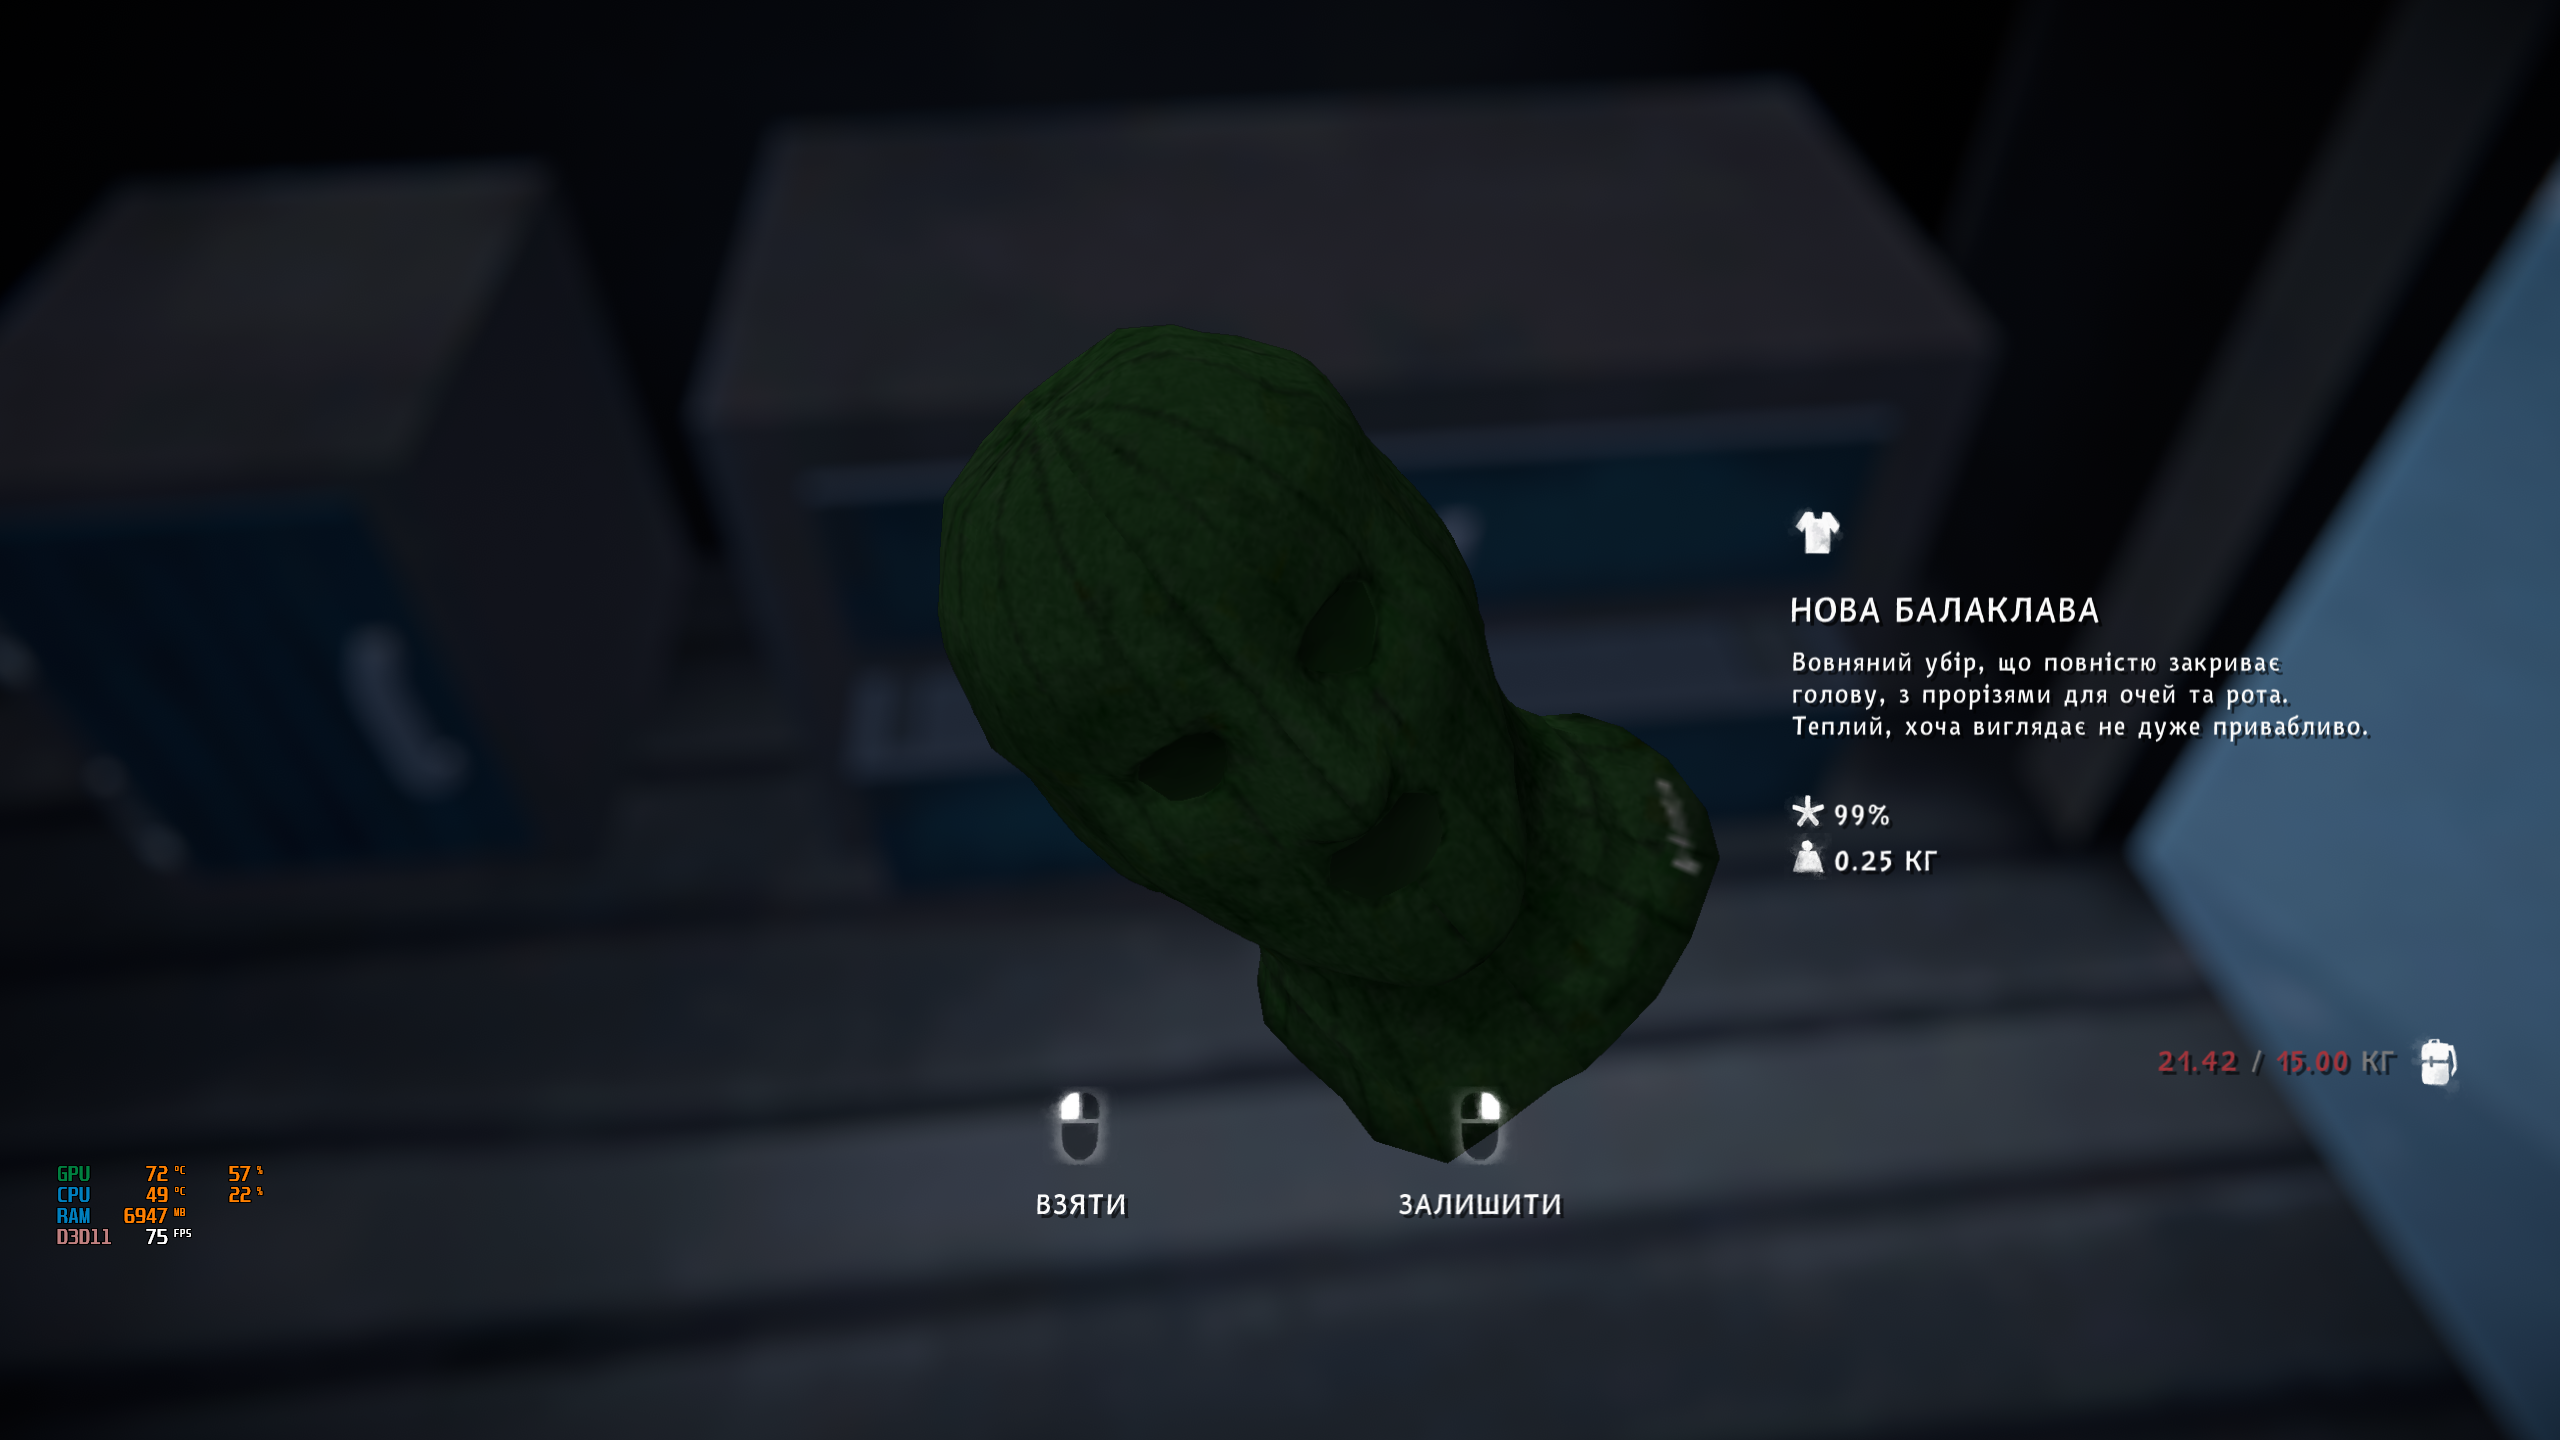 НОВА БАЛАКЛАВА
Вовняний убір, що повністю закриває
голову, з прорізями для очей та рота.
Теплий, хоча виглядає не дуже привабливо.
99%
0.25 КГ
21.42 / 15.00 КГ
ВЗЯТИ ЗАЛИШИТИ
GPU 72 °C 57 %
CPU 49 °C 22 %
RAM 6947 MB
D3D11 75 FPS